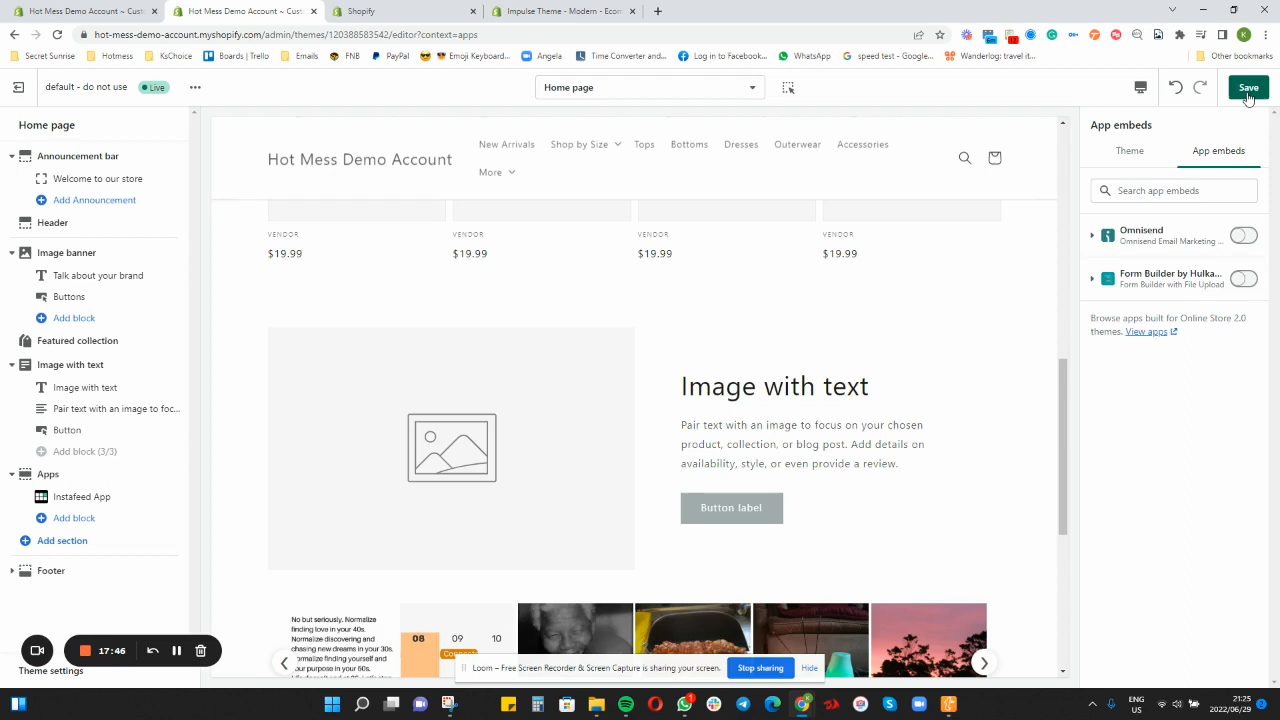 Hot Mess Demo Account ~ Custo
Hot Mess Demo Account ~ Custo
Shopify
Impulse Theme - Modern - Ecom
hot-mess-demo-account.myshopify.com/admin/themes/120388583542/editor?context=apps
Secret Sunrise
Hotmess
KsChoice
Boards | Trello
Emails
FNB
PayPal
Kim Essential Apps
Angela
Time Converter and...
Log in to Facebook...
WhatsApp
speed test - Google...
Wanderlog: travel it...
Other bookmarks
default - do not use
Live
Home page
Save
Home page
Announcement bar
Welcome to our store
Add Announcement
Header
Image banner
Talk about your brand
Buttons
Add block
Featured collection
Image with text
Image with text
Pair text with an image to foc...
Button
Add block (3/3)
Apps
Instafeed App
Add block
Add section
Footer
Theme settings
17:46
Hot Mess Demo Account
New Arrivals
Shop by Size
Tops
Bottoms
Dresses
Outerwear
Accessories
More
VENDOR
VENDOR
VENDOR
VENDOR
$19.99
$19.99
$19.99
$19.99
Image with text
Pair text with an image to focus on your chosen
product, collection, or blog post. Add details on
availability, style, or even provide a review.
Button label
No but seriously. Normalize
finding love in your 40s.
Normalize discovering and
chasing new dreams in your 30s.
Normalize finding yourself and
your purpose in your 60s.
08
09
10
Connect
Loom – Free Screen Recorder & Screen Capture is sharing your screen.
Stop sharing
Hide
App embeds
Theme
App embeds
Search app embeds
Omnisend
Omnisend Email Marketing ...
Form Builder by Hulka...
Form Builder with File Upload
Browse apps built for Online Store 2.0
themes. View apps
ENG
US
21:25
2022/06/29